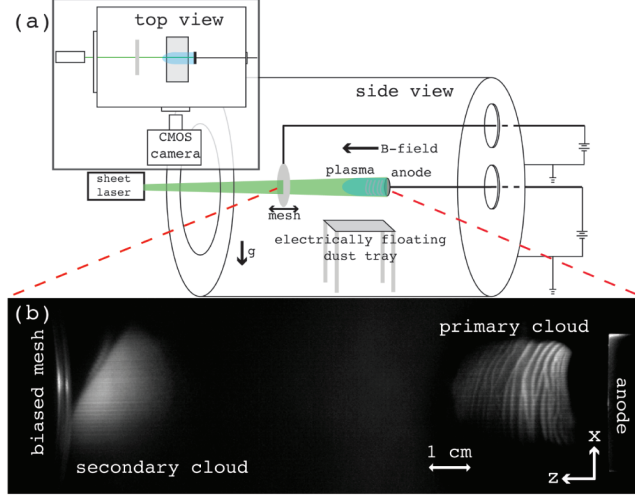 (a)
top view
CMOS
camera
side view
B-field
sheet
laser
plasma
anode
mesh
g
electrically floating
dust tray
(b)
biased mesh
secondary cloud
primary cloud
1 cm
anode
x
z